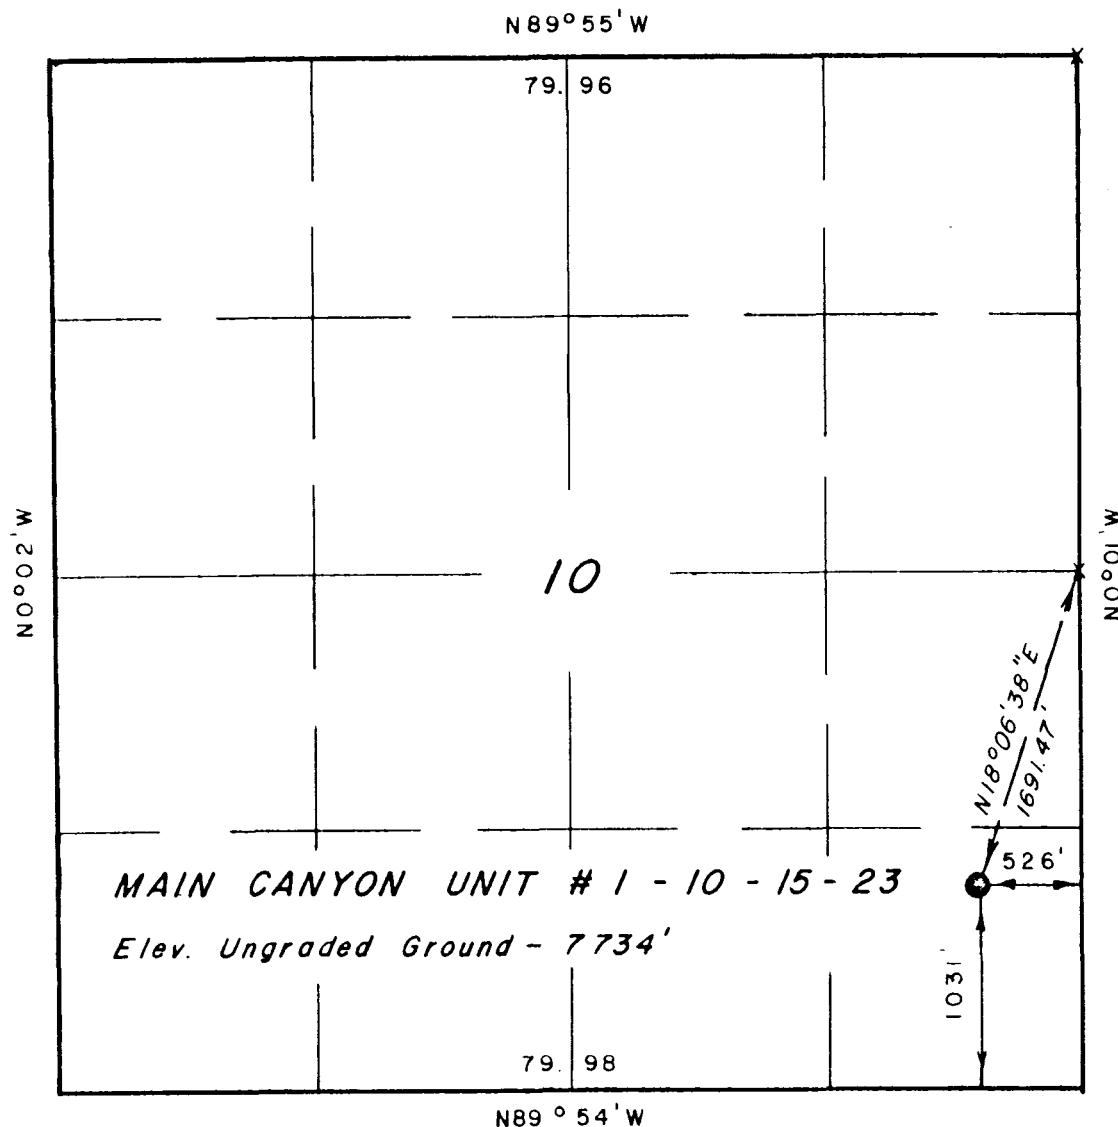 N89°55'W
79.96
N0°02'W
10
N0°01'W
N18°06'38"E
1691.47'
526'
MAIN CANYON UNIT # 1 - 10 - 15 - 23
Elev. Ungraded Ground - 7734'
1031'
79.98
N89°54'W